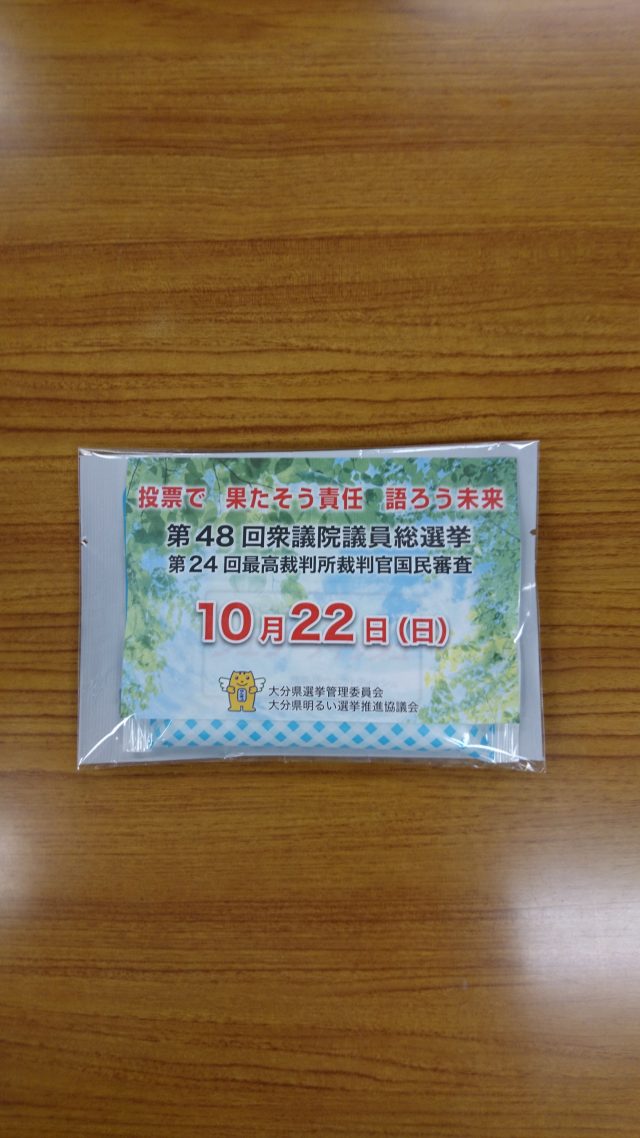 投票で 果たそう責任 語ろう未来
第48回衆議院議員総選挙
第24回最高裁判所裁判官国民審査
10月22日(日)
大分県選挙管理委員会
大分県明るい選挙推進協議会